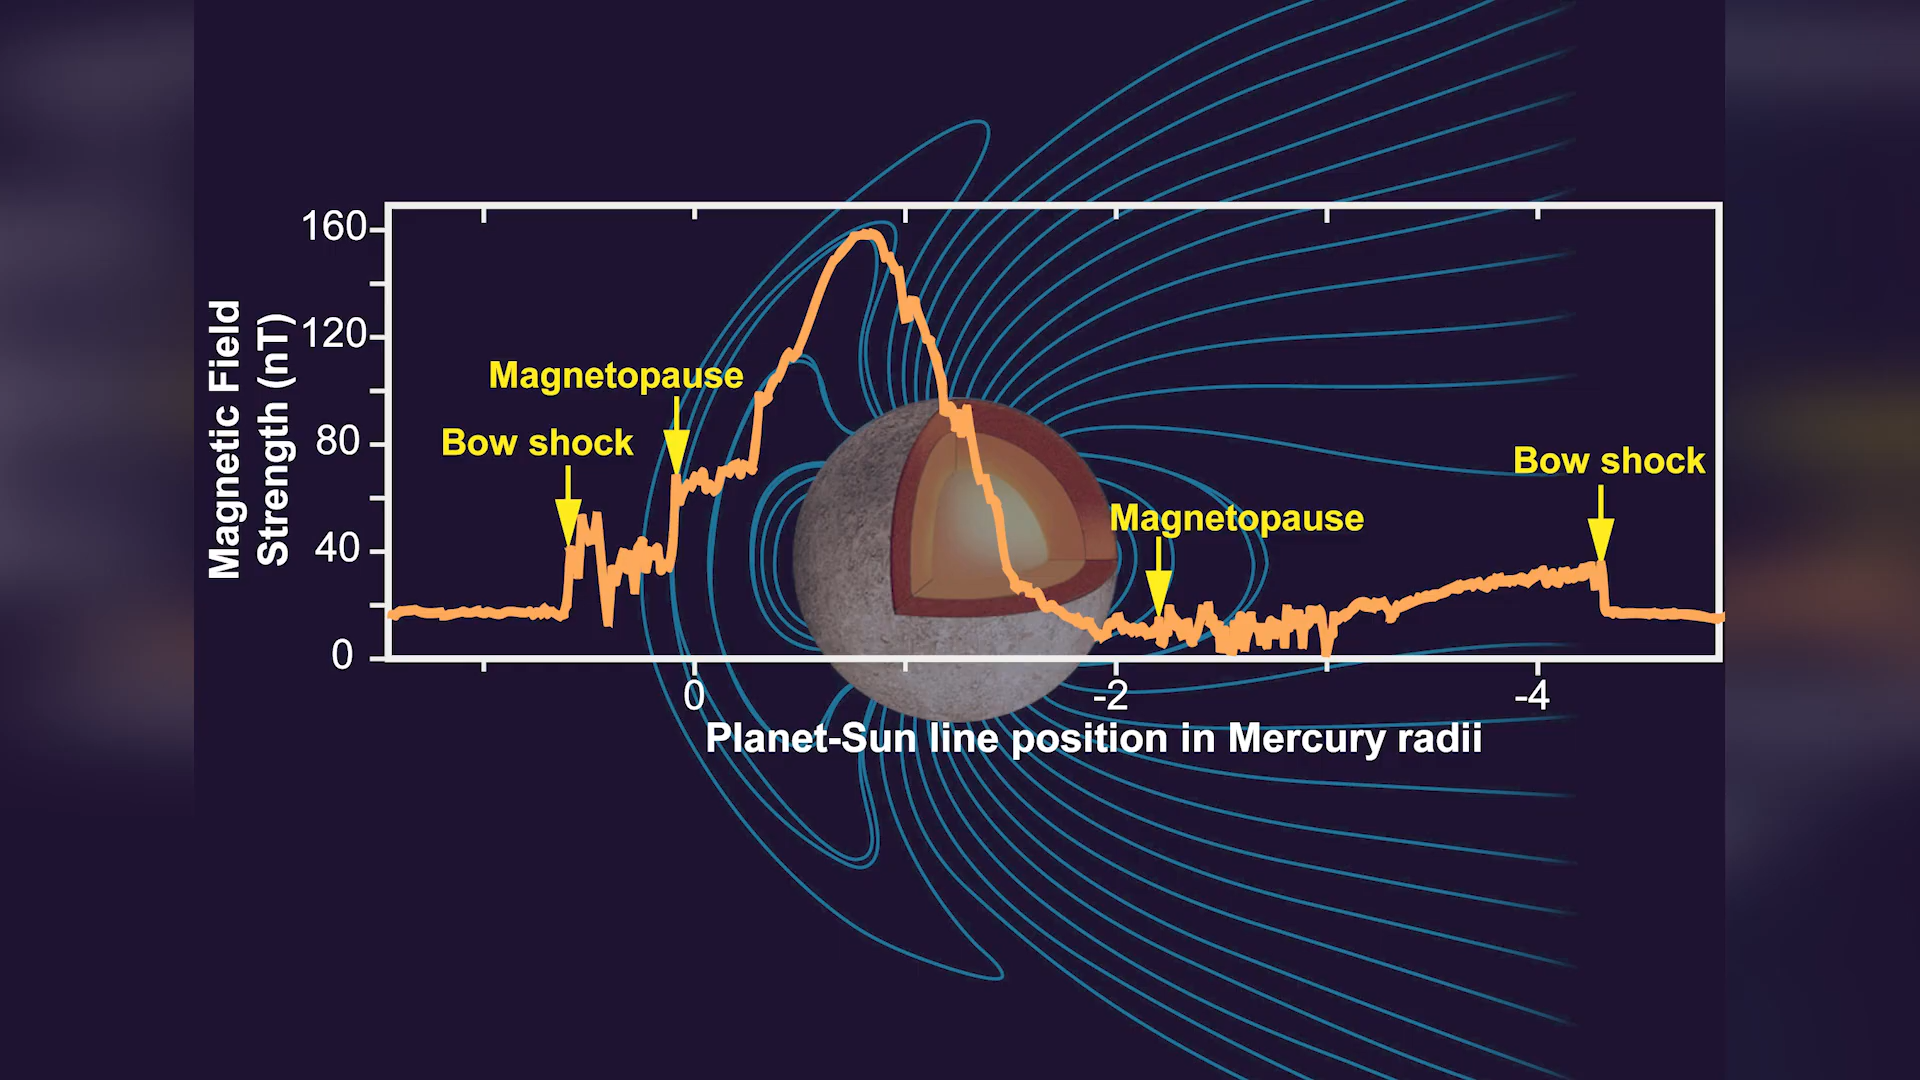 160
120
80
40
0
Magnetic Field
Strength (nT)
Magnetopause
Bow shock
Magnetopause
Bow shock
0
-2
-4
Planet-Sun line position in Mercury radii